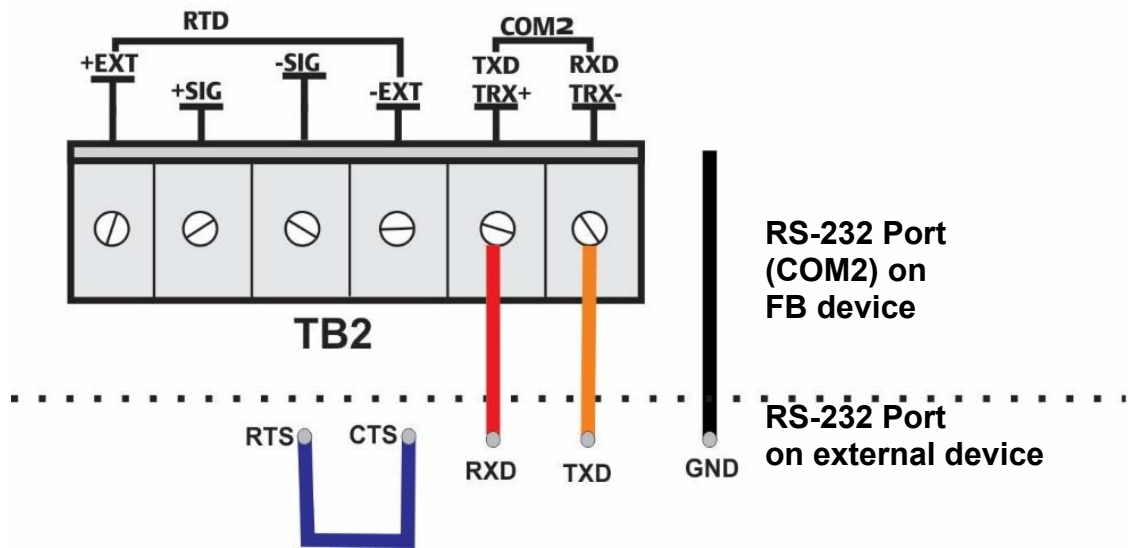 RTD
COM2
+EXT
+SIG
-SIG
-EXT
TXD
TRX+
RXD
TRX-
TB2
RS-232 Port
(COM2) on
FB device
RTS
CTS
RXD
TXD
GND
RS-232 Port
on external device